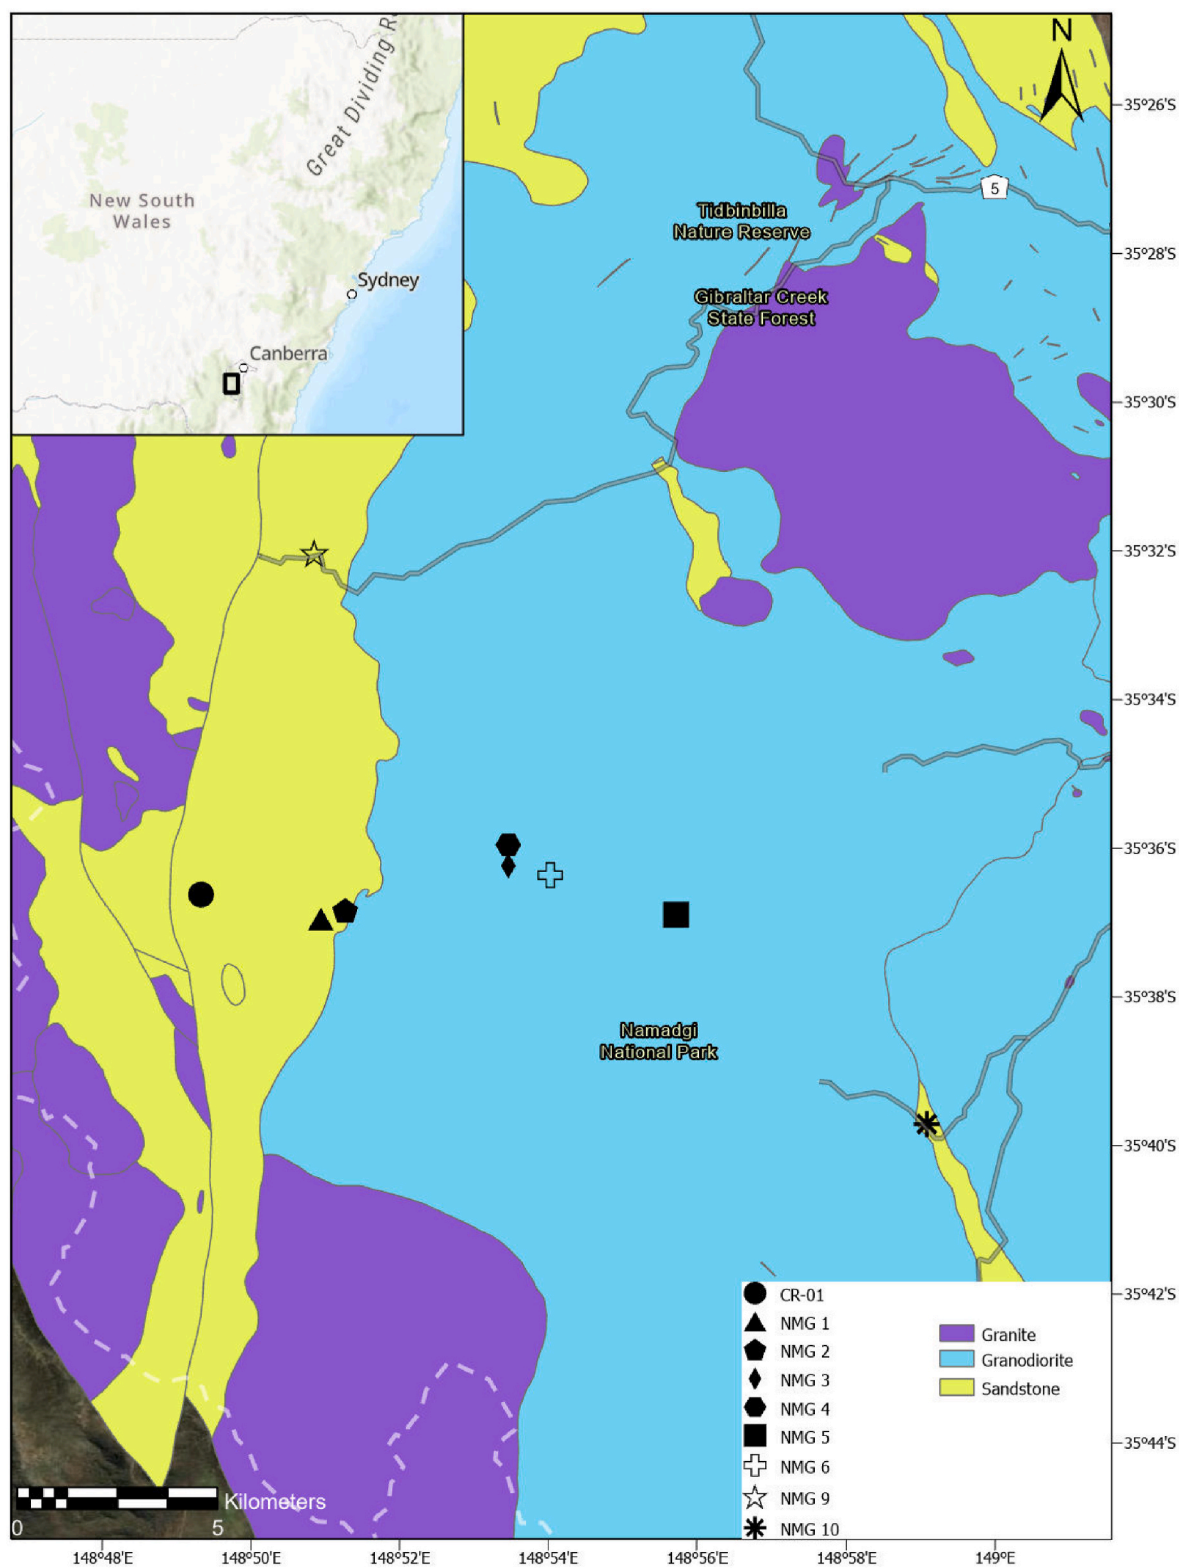 Great Dividing R
New South
Wales
Sydney
Canberra
N
5
Tidbinbilla
Nature Reserve
Gibraltar Creek
State Forest
Namadgi
National Park
35°26'S
35°28'S
35°30'S
35°32'S
35°34'S
35°36'S
35°38'S
35°40'S
35°42'S
35°44'S
CR-01
NMG 1
NMG 2
NMG 3
NMG 4
NMG 5
NMG 6
NMG 9
NMG 10
Granite
Granodiorite
Sandstone
Kilometers
0 5
148°48'E
148°50'E
148°52'E
148°54'E
148°56'E
148°58'E
149°E